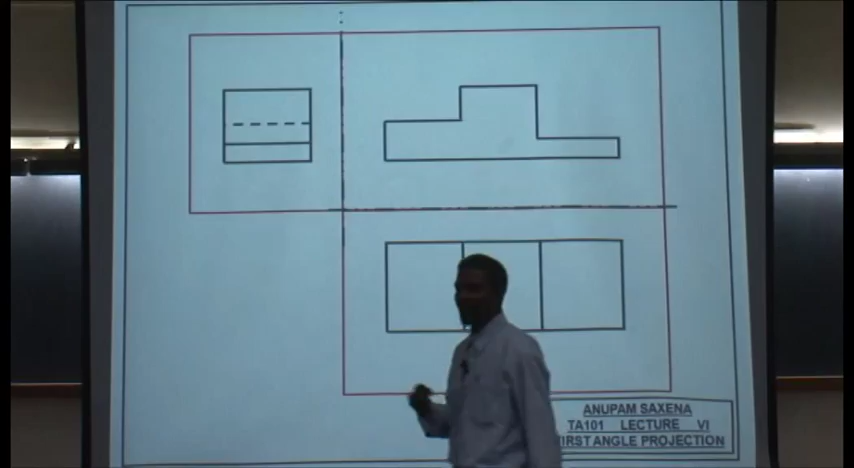 ANUPAM SAXENA
TA101 LECTURE VI
FIRST ANGLE PROJECTION